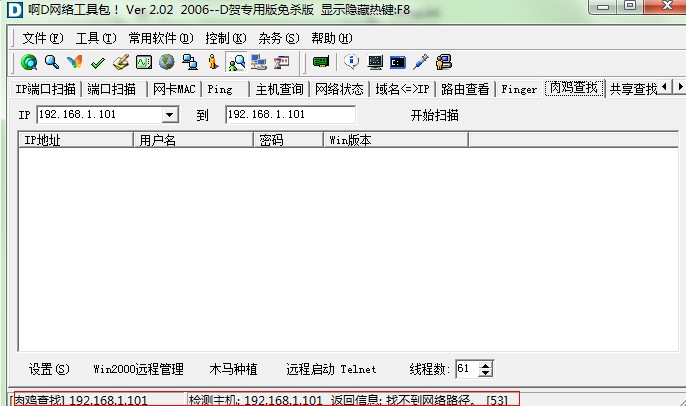 啊D网络工具包！ Ver 2.02 2006--D贺专用版免杀版 显示隐藏热键:F8
文件(F) 工具(T) 常用软件(D) 控制(K) 杂务(S) 帮助(H)
IP端口扫描 端口扫描 网卡MAC Ping 主机查询 网络状态 域名<=>IP 路由查看 Finger 肉鸡查找 共享查找
IP 192.168.1.101 到 192.168.1.101 开始扫描
IP地址 用户名 密码 Win版本
设置(S) Win2000远程管理 木马种植 远程启动 Telnet 线程数: 61
[肉鸡查找] 192.168.1.101 检测主机: 192.168.1.101 返回信息: 找不到网络路径。 [53]